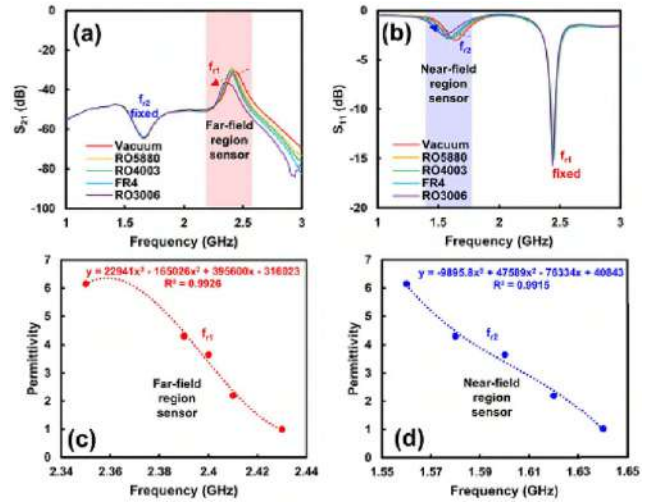 (a)
S21 (dB)
0
-20
-40
-60
-80
-100
fr1
fr2
fixed
Far-field
region
sensor
Vacuum
RO5880
RO4003
FR4
RO3006
1
1.5
2
2.5
3
Frequency (GHz)
(b)
S11 (dB)
0
-5
-10
-15
-20
fr2
Near-field
region
sensor
fr1
fixed
Vacuum
RO5880
RO4003
FR4
RO3006
1
1.5
2
2.5
3
Frequency (GHz)
Permittivity
7
6
5
4
3
2
1
0
y = 22941x³ - 165026x² + 395600x - 316023
R² = 0.9926
fr1
Far-field
region
sensor
(c)
2.34
2.36
2.38
2.4
2.42
2.44
Frequency (GHz)
Permittivity
7
6
5
4
3
2
1
0
y = -9895.8x³ + 47589x² - 76334x + 40843
R² = 0.9915
fr2
Near-field
region
sensor
(d)
1.55
1.57
1.59
1.61
1.63
1.65
Frequency (GHz)